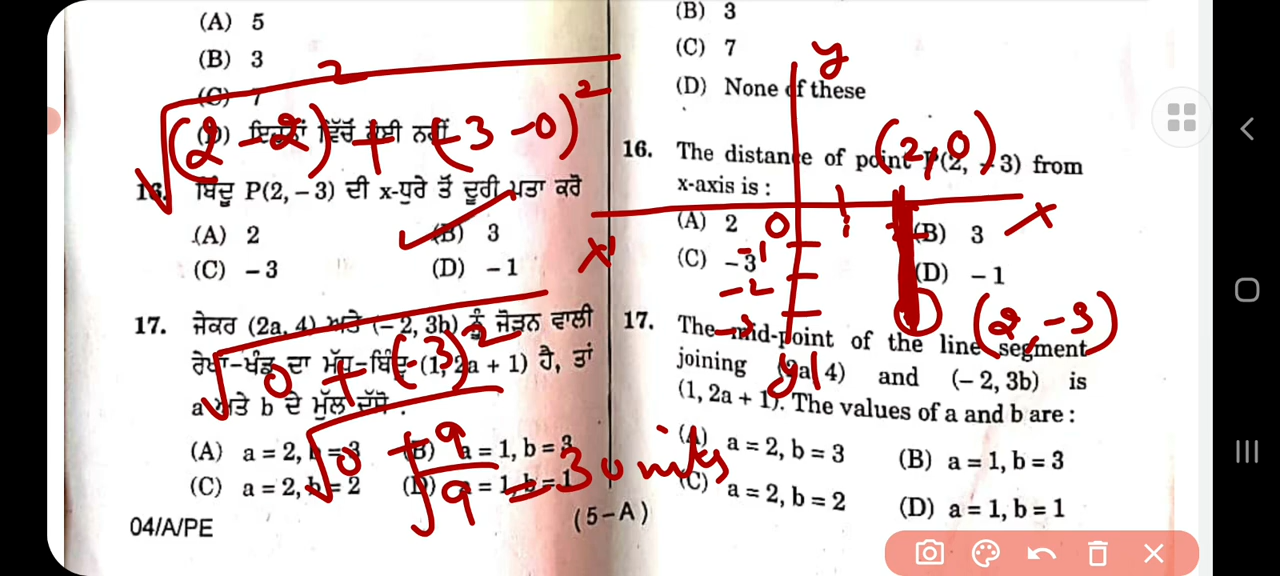 (A) 5
(B) 3
(C) 7
(D) ਇਹਨਾਂ ਵਿੱਚੋਂ ਕੋਈ ਨਹੀਂ
16. ਬਿੰਦੂ P(2, – 3) ਦੀ x-ਧੁਰੇ ਤੋਂ ਦੂਰੀ ਪਤਾ ਕਰੋ
(A) 2 (B) 3
(C) – 3 (D) – 1
17. ਜੇਕਰ (2a, 4) ਅਤੇ (– 2, 3b) ਨੂੰ ਜੋੜਨ ਵਾਲੀ
ਰੇਖਾ-ਖੰਡ ਦਾ ਮੱਧ-ਬਿੰਦੂ (1, 2a + 1) ਹੈ, ਤਾਂ
a ਅਤੇ b ਦੇ ਮੁੱਲ ਦੱਸੋ :
(A) a = 2, b = 3 (B) a = 1, b = 3
(C) a = 2, b = 2 (D) a = 1, b = 1
04/A/PE
(5–A)
(B) 3
(C) 7
(D) None of these
16. The distance of point P(2, – 3) from
x-axis is :
(A) 2 (B) 3
(C) – 3 (D) – 1
17. The mid-point of the line segment
joining (2a, 4) and (– 2, 3b) is
(1, 2a + 1). The values of a and b are :
(A) a = 2, b = 3 (B) a = 1, b = 3
(C) a = 2, b = 2 (D) a = 1, b = 1
√(2-2)² + (-3-0)²
√0 + (-3)²
√0 + 9
√9 = 3 units
y
(2,0)
x' 0 1 x
-1
-2
-3
(2,-3)
y'